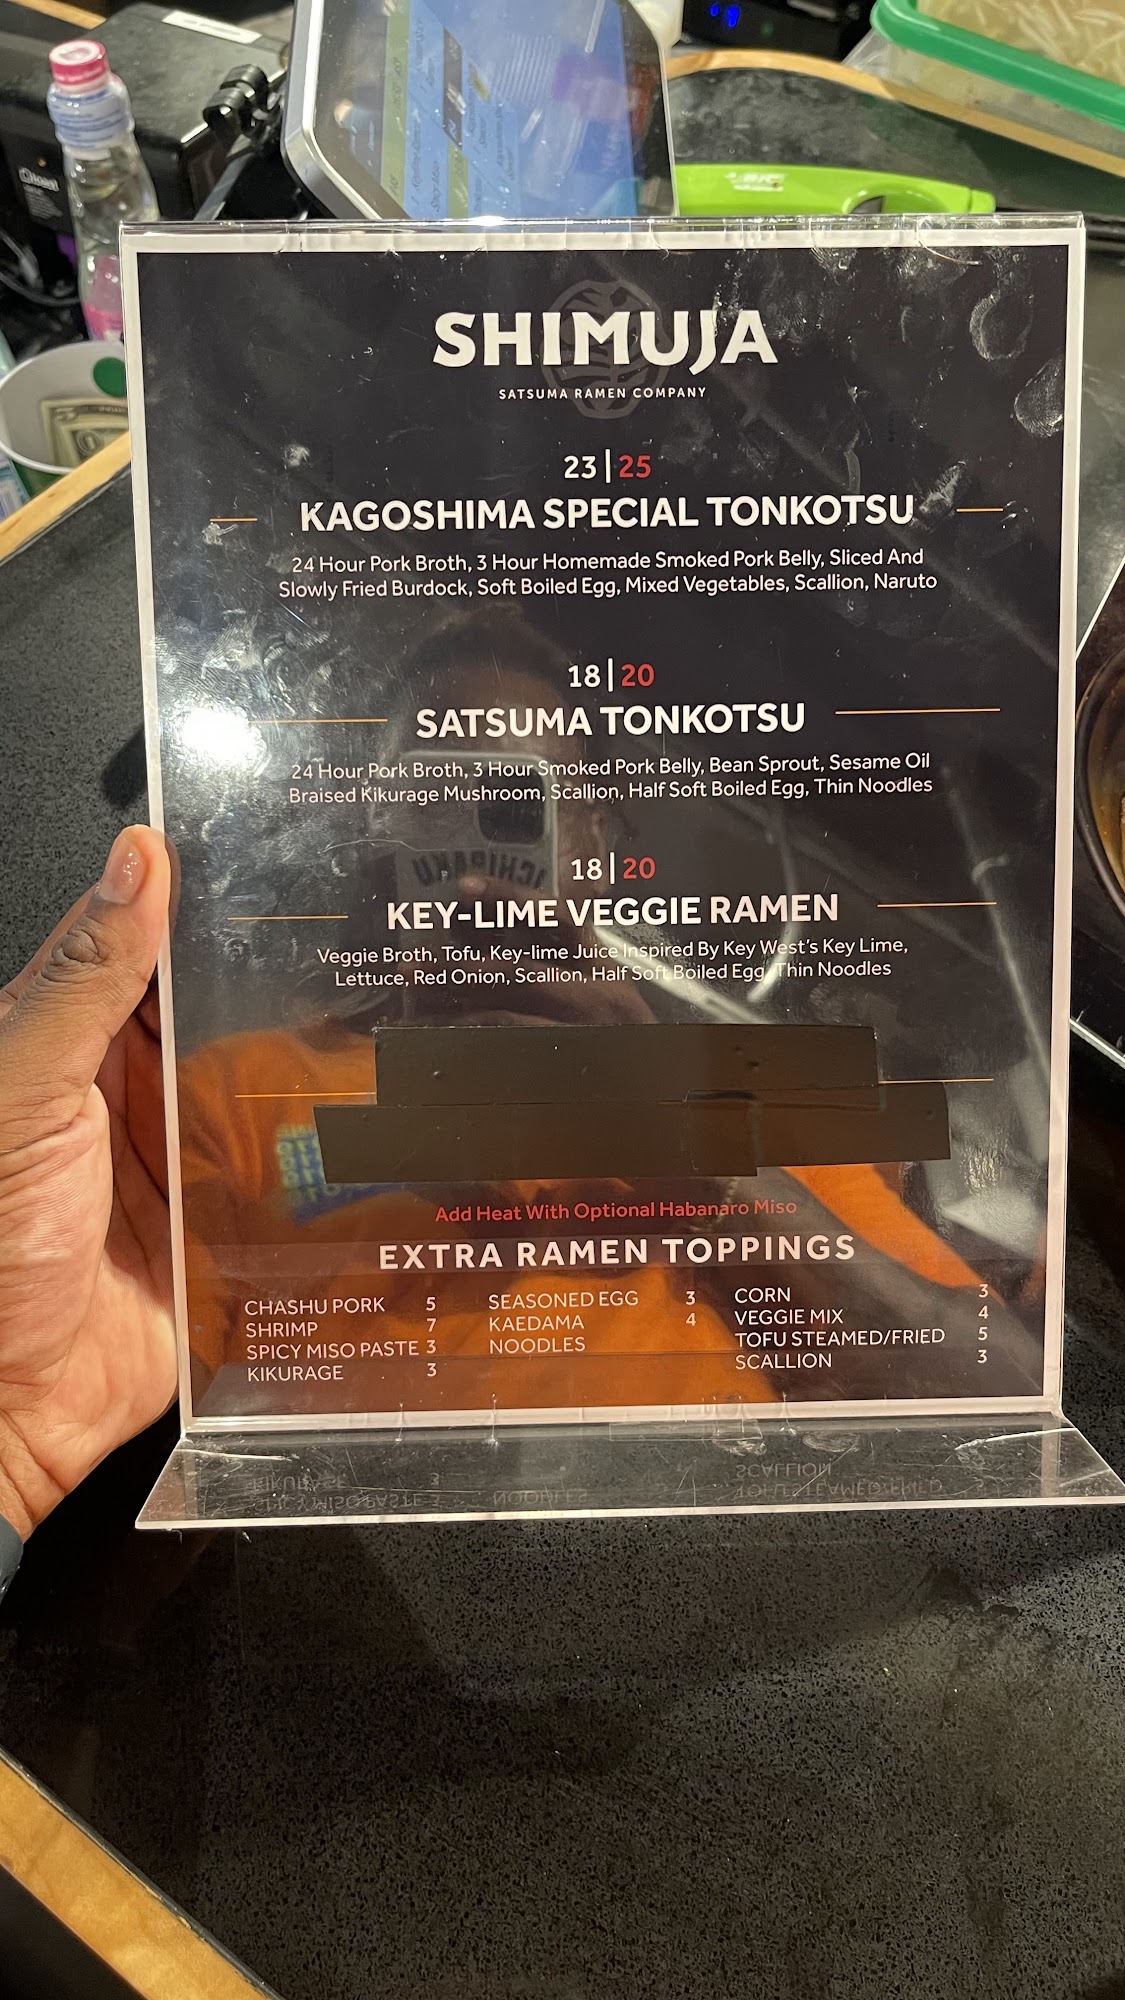 SHIMUJA
SATSUMA RAMEN COMPANY
23|25
KAGOSHIMA SPECIAL TONKOTSU
24 Hour Pork Broth, 3 Hour Homemade Smoked Pork Belly, Sliced And
Slowly Fried Burdock, Soft Boiled Egg, Mixed Vegetables, Scallion, Naruto
18|20
SATSUMA TONKOTSU
24 Hour Pork Broth, 3 Hour Smoked Pork Belly, Bean Sprout, Sesame Oil
Braised Kikurage Mushroom, Scallion, Half Soft Boiled Egg, Thin Noodles
18|20
KEY-LIME VEGGIE RAMEN
Veggie Broth, Tofu, Key-lime Juice Inspired By Key West's Key Lime,
Lettuce, Red Onion, Scallion, Half Soft Boiled Egg, Thin Noodles
Add Heat With Optional Habanaro Miso
EXTRA RAMEN TOPPINGS
CHASHU PORK 5
SHRIMP 7
SPICY MISO PASTE 3
KIKURAGE 3
SEASONED EGG 3
KAEDAMA 4
NOODLES
CORN 3
VEGGIE MIX 4
TOFU STEAMED/FRIED 5
SCALLION 3